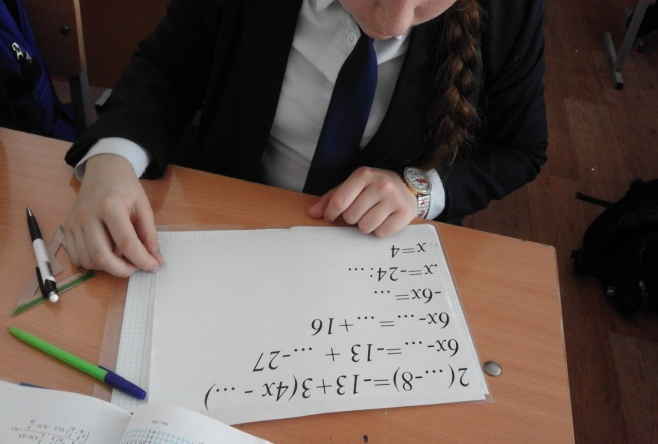 2(...-8)=-13+3(4x - ...)
6x-...=-13 + ...-27
6x-...=...+16
-6x=...
.x=-24: ...
x=4